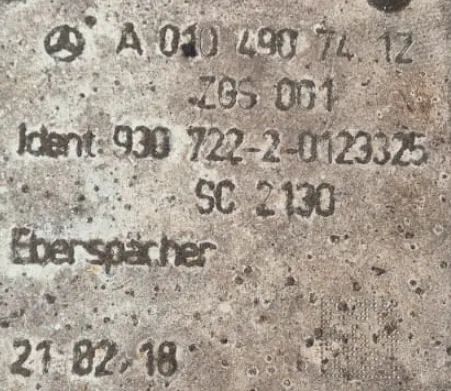 A 010 490 74 12
ZGS 001
Ident: 930 722-2-0123325
SC 2130
Eberspächer
21 02.18